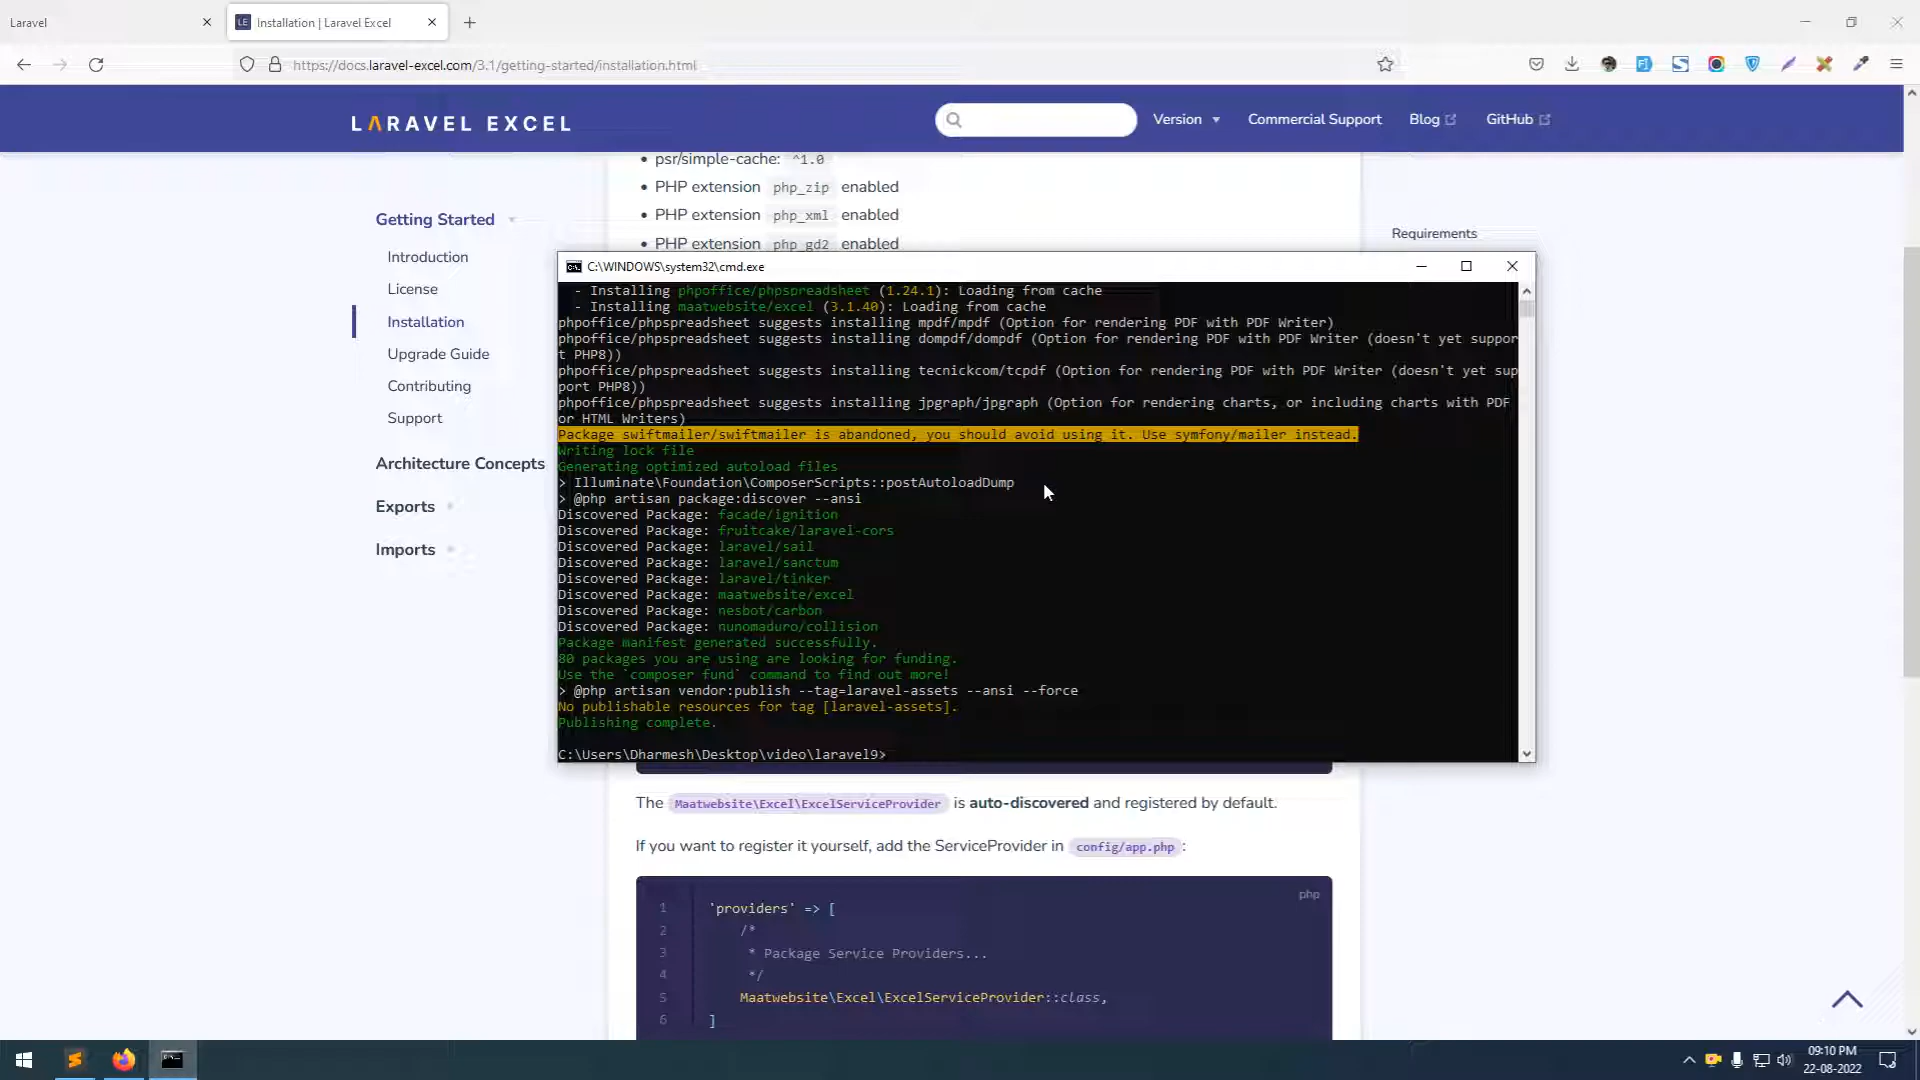 Laravel
LE Installation | Laravel Excel
https://docs.laravel-excel.com/3.1/getting-started/installation.html
LARAVEL EXCEL
Version
Commercial Support
Blog
GitHub
• psr/simple-cache: ^1.0
• PHP extension php_zip enabled
• PHP extension php_xml enabled
• PHP extension php_gd2 enabled
Getting Started
Introduction
License
Installation
Upgrade Guide
Contributing
Support
Architecture Concepts
Exports
Imports
Requirements
C:\WINDOWS\system32\cmd.exe
- Installing phpoffice/phpspreadsheet (1.24.1): Loading from cache
- Installing maatwebsite/excel (3.1.40): Loading from cache
phpoffice/phpspreadsheet suggests installing mpdf/mpdf (Option for rendering PDF with PDF Writer)
phpoffice/phpspreadsheet suggests installing dompdf/dompdf (Option for rendering PDF with PDF Writer (doesn't yet suppor
t PHP8))
phpoffice/phpspreadsheet suggests installing tecnickcom/tcpdf (Option for rendering PDF with PDF Writer (doesn't yet sup
port PHP8))
phpoffice/phpspreadsheet suggests installing jpgraph/jpgraph (Option for rendering charts, or including charts with PDF
or HTML Writers)
Package swiftmailer/swiftmailer is abandoned, you should avoid using it. Use symfony/mailer instead.
Writing lock file
Generating optimized autoload files
> Illuminate\Foundation\ComposerScripts::postAutoloadDump
> @php artisan package:discover --ansi
Discovered Package: facade/ignition
Discovered Package: fruitcake/laravel-cors
Discovered Package: laravel/sail
Discovered Package: laravel/sanctum
Discovered Package: laravel/tinker
Discovered Package: maatwebsite/excel
Discovered Package: nesbot/carbon
Discovered Package: nunomaduro/collision
Package manifest generated successfully.
80 packages you are using are looking for funding.
Use the `composer fund` command to find out more!
> @php artisan vendor:publish --tag=laravel-assets --ansi --force
No publishable resources for tag [laravel-assets].
Publishing complete.
C:\Users\Dharmesh\Desktop\video\laravel9>
The Maatwebsite\Excel\ExcelServiceProvider is auto-discovered and registered by default.
If you want to register it yourself, add the ServiceProvider in config/app.php:
php
1 'providers' => [
2 /*
3 * Package Service Providers...
4 */
5 Maatwebsite\Excel\ExcelServiceProvider::class,
6 ]
09:10 PM
22-08-2022